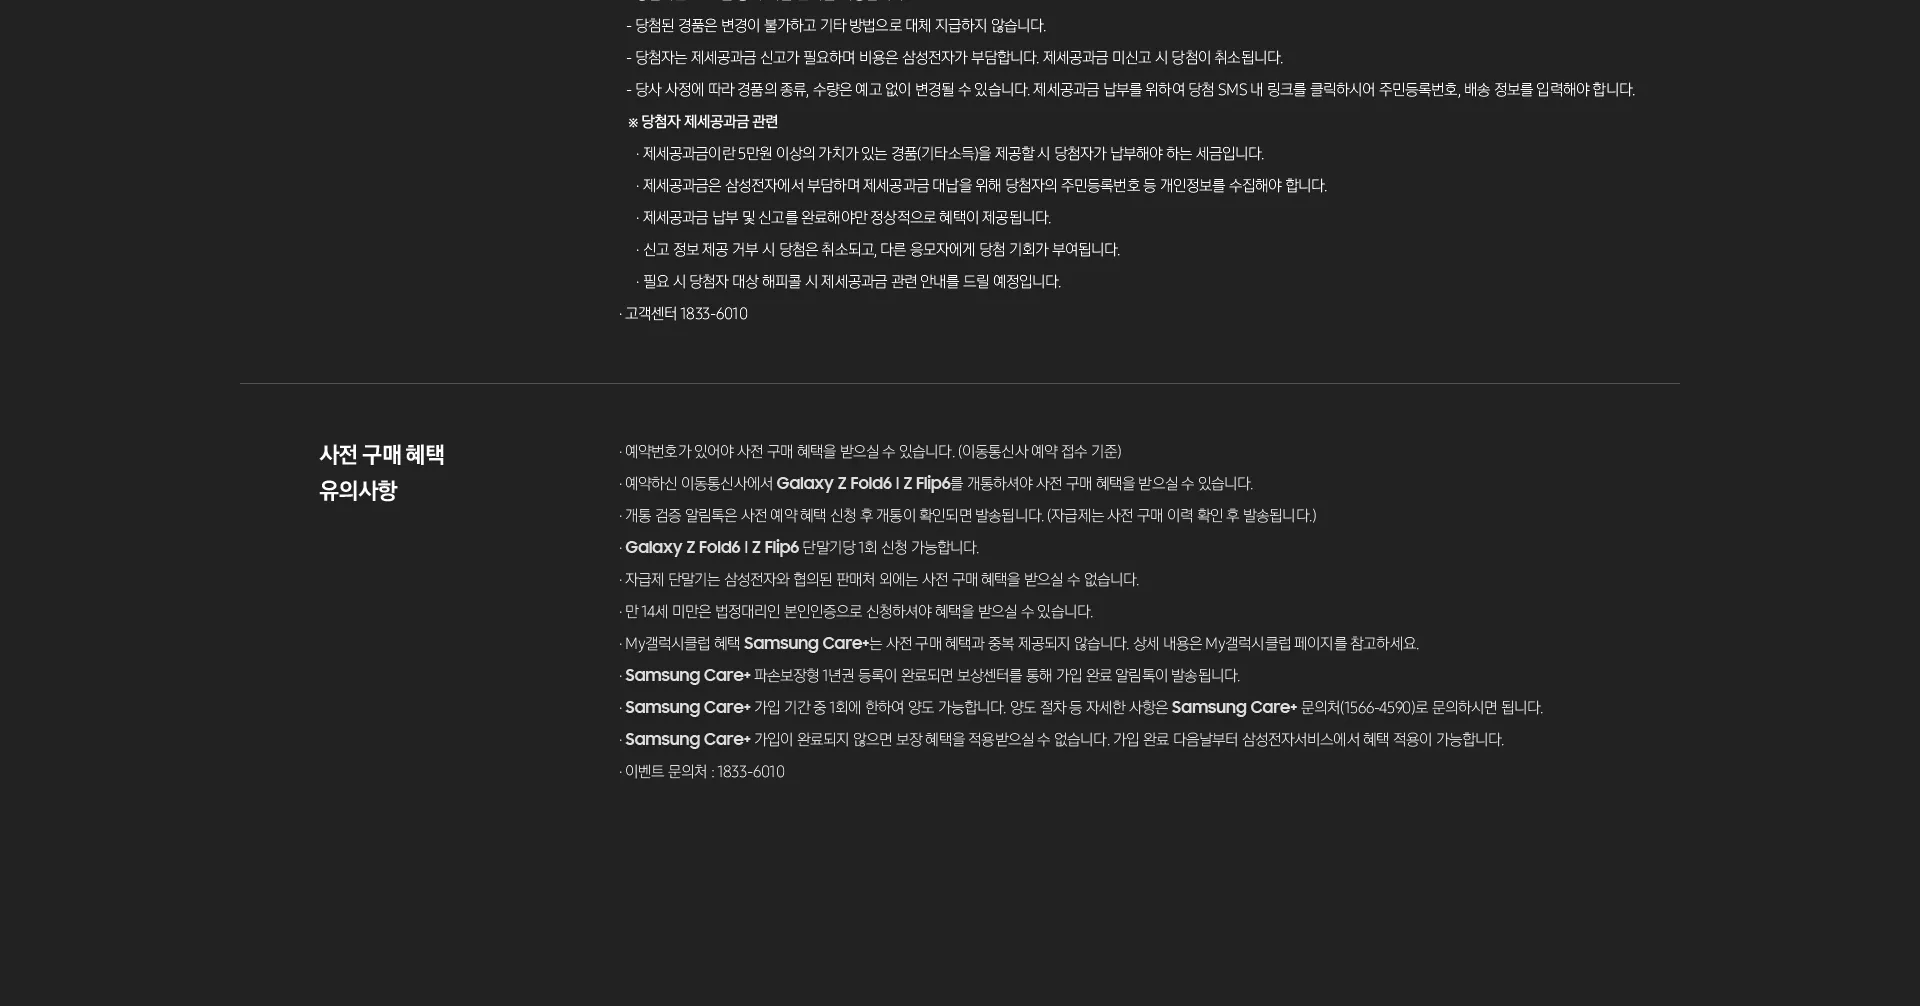 - 당첨된 경품은 변경이 불가하고 기타 방법으로 대체 지급하지 않습니다.
- 당첨자는 제세공과금 신고가 필요하며 비용은 삼성전자가 부담합니다. 제세공과금 미신고 시 당첨이 취소됩니다.
- 당사 사정에 따라 경품의 종류, 수량은 예고 없이 변경될 수 있습니다. 제세공과금 납부를 위하여 당첨 SMS 내 링크를 클릭하시어 주민등록번호, 배송 정보를 입력해야 합니다.
※ 당첨자 제세공과금 관련
· 제세공과금이란 5만원 이상의 가치가 있는 경품(기타소득)을 제공할 시 당첨자가 납부해야 하는 세금입니다.
· 제세공과금은 삼성전자에서 부담하며 제세공과금 대납을 위해 당첨자의 주민등록번호 등 개인정보를 수집해야 합니다.
· 제세공과금 납부 및 신고를 완료해야만 정상적으로 혜택이 제공됩니다.
· 신고 정보 제공 거부 시 당첨은 취소되고, 다른 응모자에게 당첨 기회가 부여됩니다.
· 필요 시 당첨자 대상 해피콜 시 제세공과금 관련 안내를 드릴 예정입니다.
· 고객센터 1833-6010
사전 구매 혜택
유의사항
· 예약번호가 있어야 사전 구매 혜택을 받으실 수 있습니다. (이동통신사 예약 접수 기준)
· 예약하신 이동통신사에서 Galaxy Z Fold6 | Z Flip6를 개통하셔야 사전 구매 혜택을 받으실 수 있습니다.
· 개통 검증 알림톡은 사전 예약 혜택 신청 후 개통이 확인되면 발송됩니다. (자급제는 사전 구매 이력 확인 후 발송됩니다.)
· Galaxy Z Fold6 | Z Flip6 단말기당 1회 신청 가능합니다.
· 자급제 단말기는 삼성전자와 협의된 판매처 외에는 사전 구매 혜택을 받으실 수 없습니다.
· 만 14세 미만은 법정대리인 본인인증으로 신청하셔야 혜택을 받으실 수 있습니다.
· My갤럭시클럽 혜택 Samsung Care+는 사전 구매 혜택과 중복 제공되지 않습니다. 상세 내용은 My갤럭시클럽 페이지를 참고하세요.
· Samsung Care+ 파손보장형 1년권 등록이 완료되면 보상센터를 통해 가입 완료 알림톡이 발송됩니다.
· Samsung Care+ 가입 기간 중 1회에 한하여 양도 가능합니다. 양도 절차 등 자세한 사항은 Samsung Care+ 문의처(1566-4590)로 문의하시면 됩니다.
· Samsung Care+ 가입이 완료되지 않으면 보장 혜택을 적용받으실 수 없습니다. 가입 완료 다음날부터 삼성전자서비스에서 혜택 적용이 가능합니다.
· 이벤트 문의처 : 1833-6010